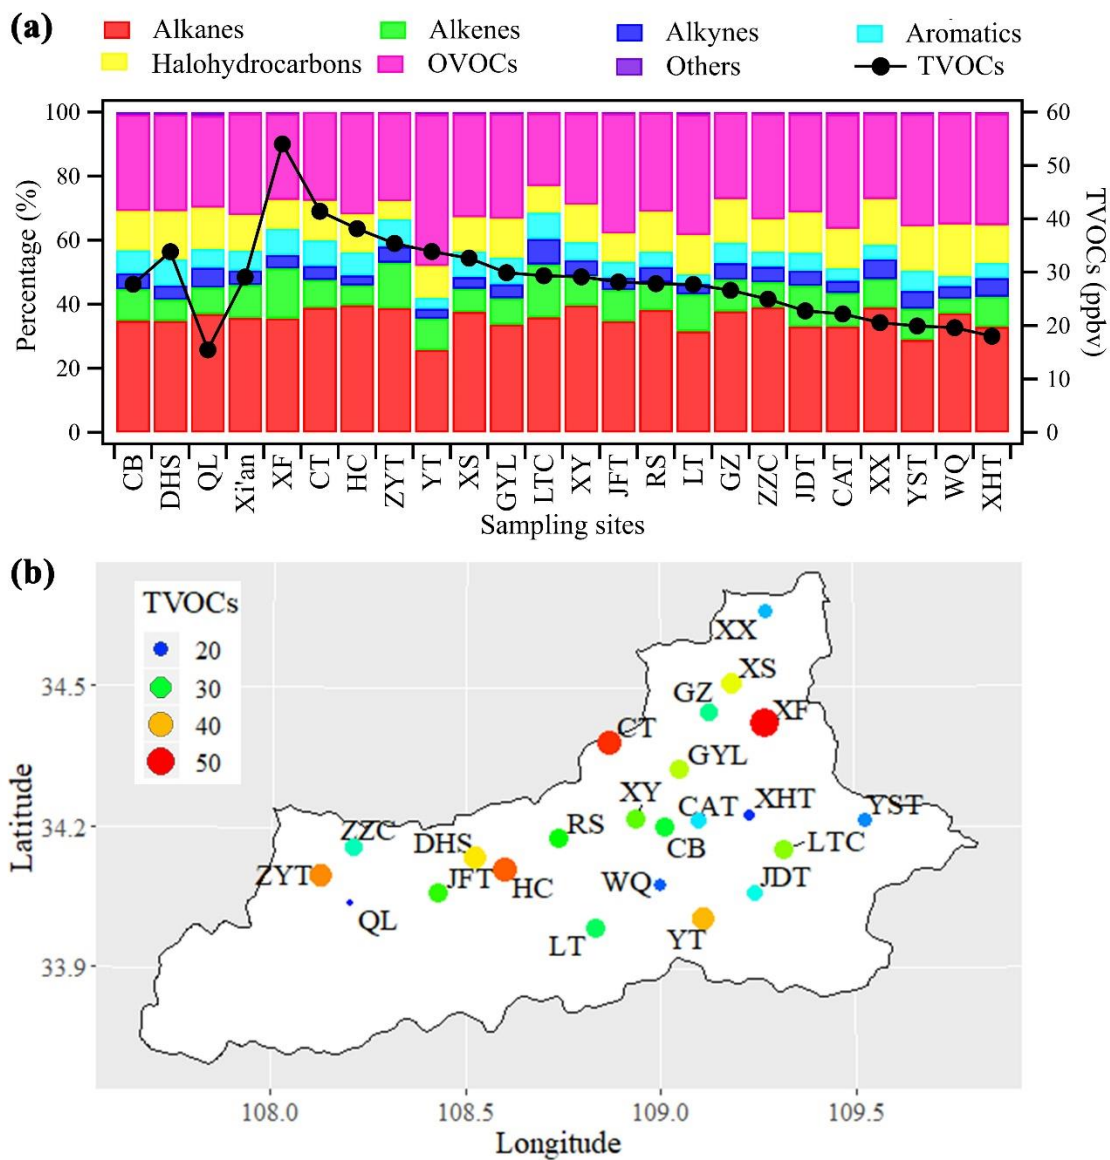 (a)
Alkanes Alkenes Alkynes Aromatics
Halohydrocarbons OVOCs Others TVOCs
100 60
50
80
40
60
30
40
20
20
10
0 0
Percentage (%)
TVOCs (ppbv)
CB DHS QL Xi'an XF CT HC ZYT YT XS GYL LTC XY JFT RS LT GZ ZZC JDT CAT XX YST WQ XHT
Sampling sites
(b)
TVOCs
20
30
40
50
XX
XS
34.5
GZ
XF
CT
GYL
XY CAT XHT YST
34.2
RS
ZZC DHS CB LTC
ZYT JFT HC WQ JDT
QL
LT YT
33.9
Latitude
108.0 108.5 109.0 109.5
Longitude